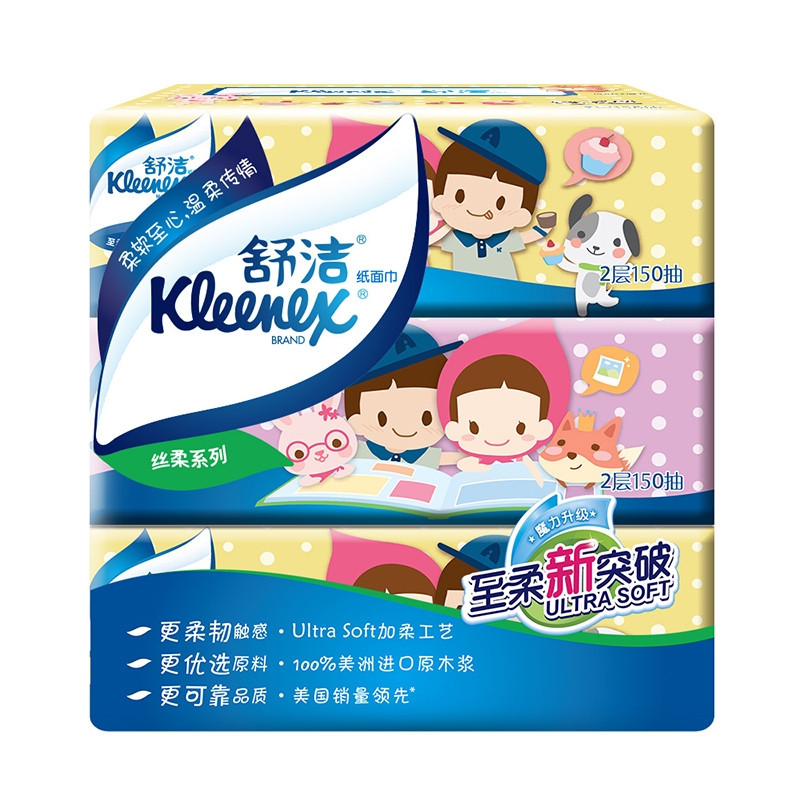 Kleenex 舒洁
舒洁
Kleenex
BRAND
柔软至心,温柔传情
舒洁®
纸面巾
Kleenex®
BRAND
A
2层150抽
丝柔系列
2层150抽
A
魔力升级
至柔新突破
ULTRA SOFT
更柔韧触感·Ultra Soft加柔工艺
更优选原料·100%美洲进口原木浆
更可靠品质·美国销量领先*